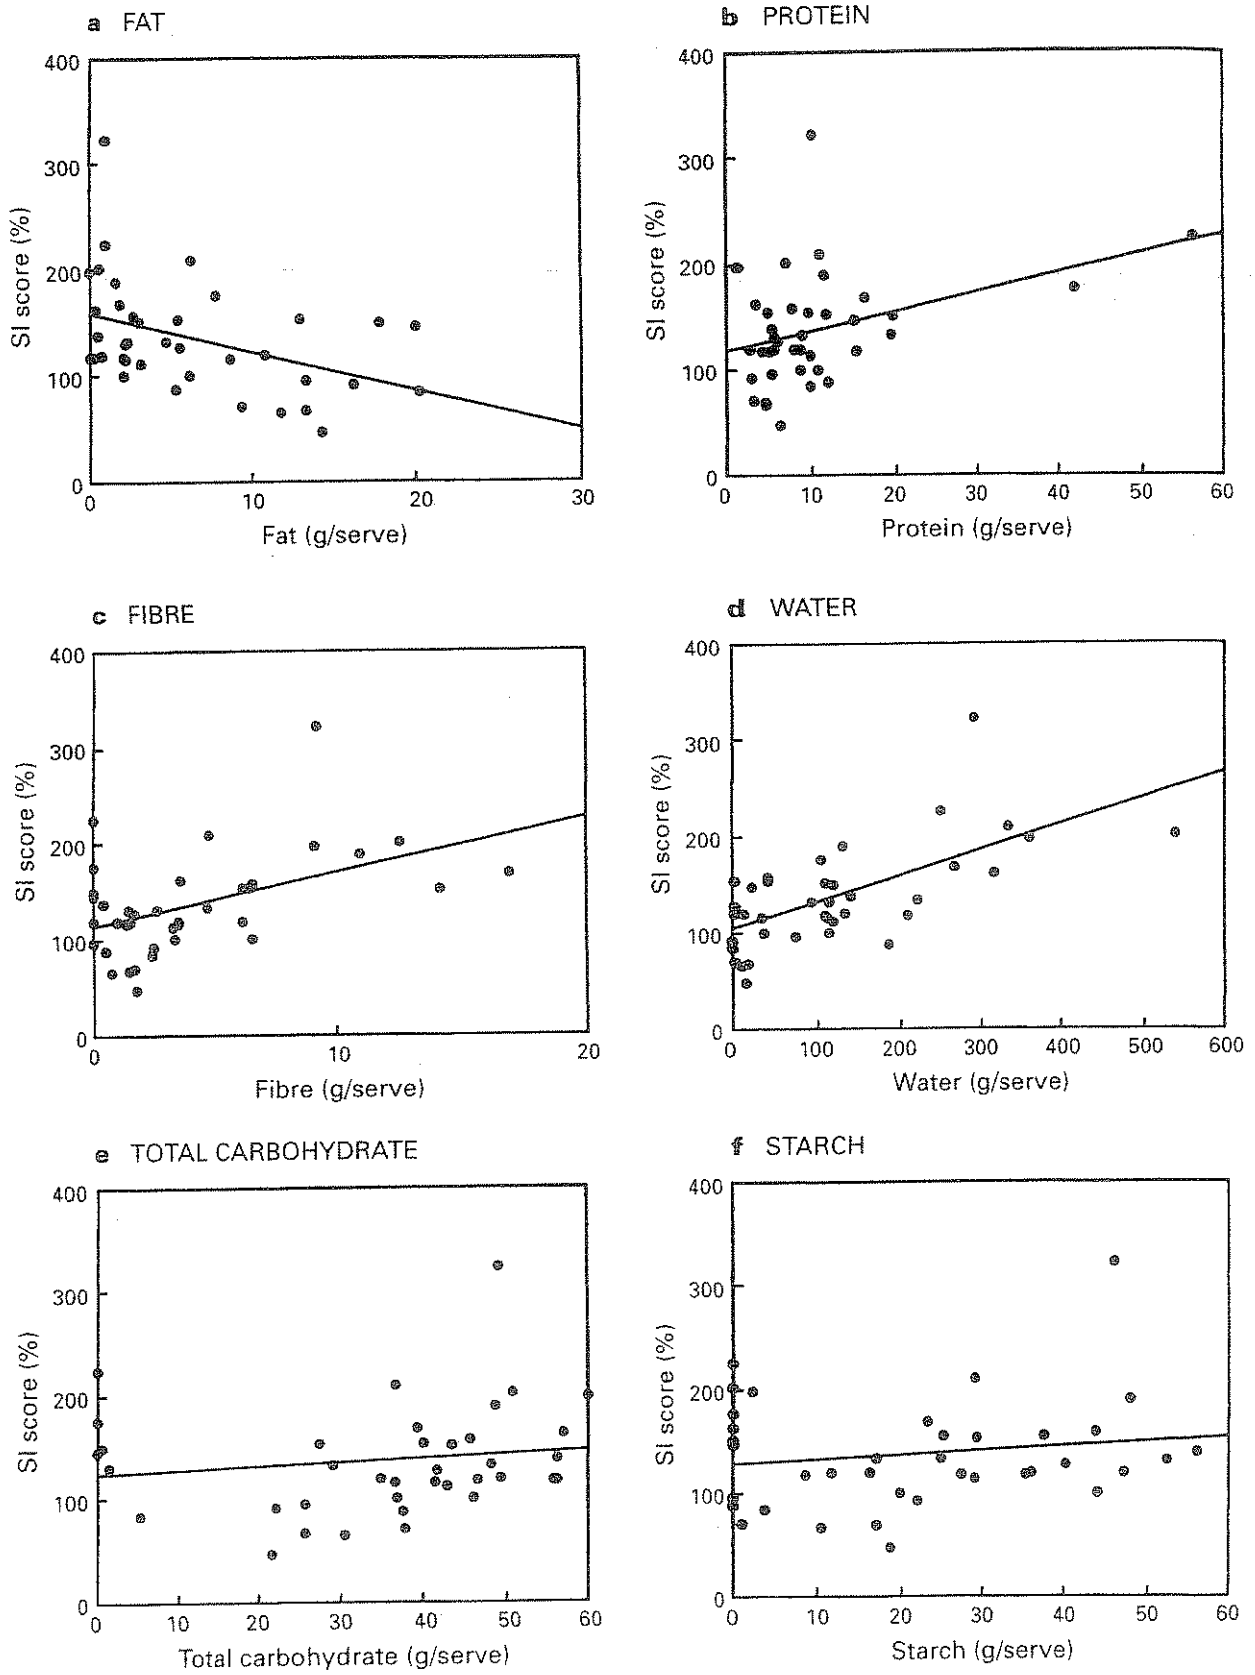 a FAT
400
300
200
100
0
SI score (%)
0 10 20 30
Fat (g/serve)
b PROTEIN
400
300
200
100
0
SI score (%)
0 10 20 30 40 50 60
Protein (g/serve)
c FIBRE
400
300
200
100
0
SI score (%)
0 10 20
Fibre (g/serve)
d WATER
400
300
200
100
0
SI score (%)
0 100 200 300 400 500 600
Water (g/serve)
e TOTAL CARBOHYDRATE
400
300
200
100
0
SI score (%)
0 10 20 30 40 50 60
Total carbohydrate (g/serve)
f STARCH
400
300
200
100
0
SI score (%)
0 10 20 30 40 50 60
Starch (g/serve)